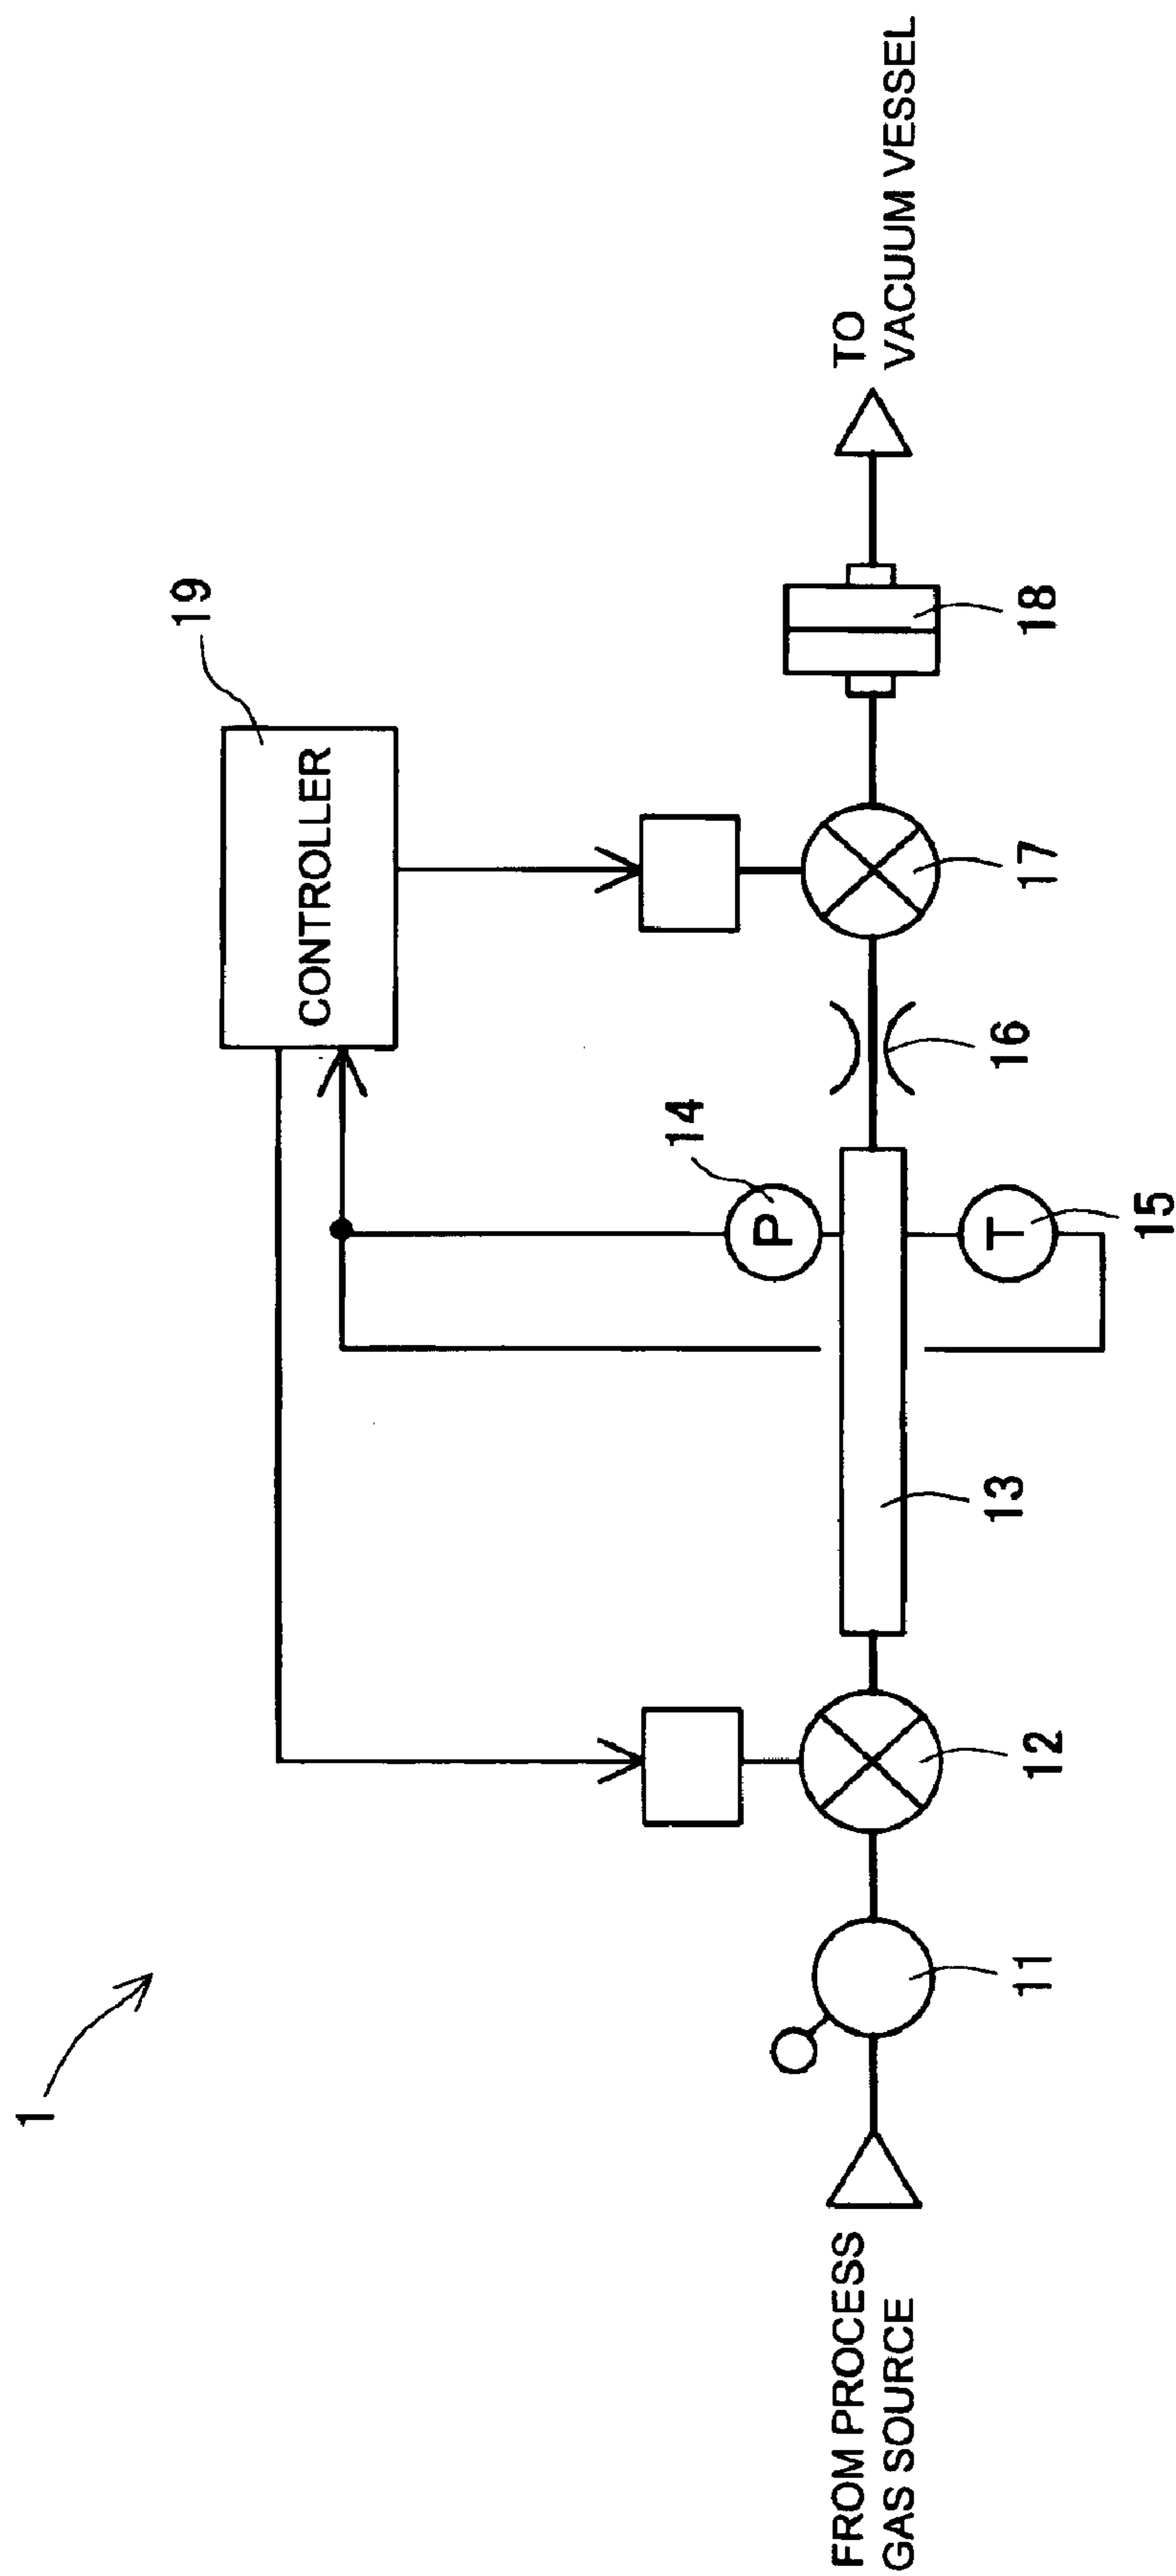 1
19
CONTROLLER
14
P
T
15
FROM PROCESS
GAS SOURCE
11
12
13
16
17
18
TO
VACUUM VESSEL